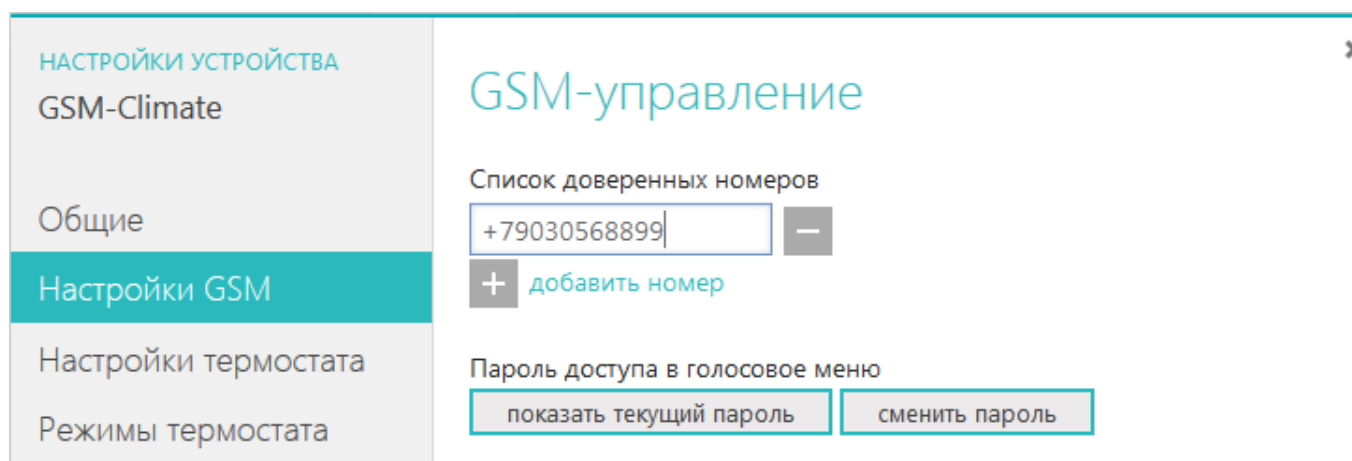 НАСТРОЙКИ УСТРОЙСТВА
GSM-Climate
Общие
Настройки GSM
Настройки термостата
Режимы термостата
GSM-управление
Список доверенных номеров
+79030568899
добавить номер
Пароль доступа в голосовое меню
показать текущий пароль сменить пароль